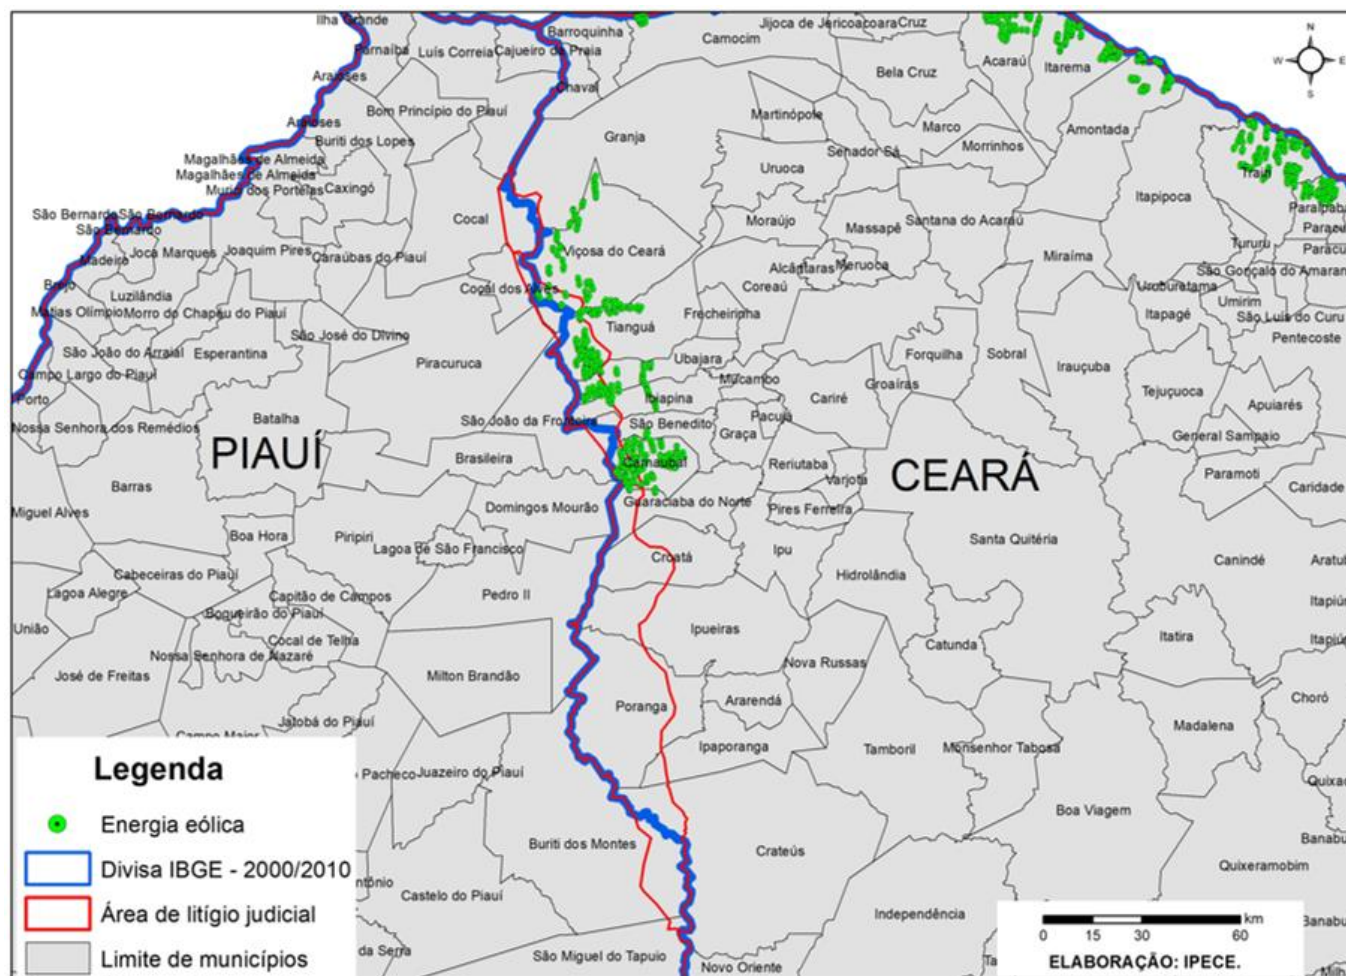 Ilha Grande
Barroquinha
Jijoca de Jericoacoara
Cruz
Parnaíba
Luís Correia
Cajueiro da Praia
Camocim
Acaraú
Itarema
N
W
E
S
Araioses
Chaval
Bela Cruz
Bom Princípio do Piauí
Martinópole
Araioses
Buriti dos Lopes
Granja
Marco
Amontada
Magalhães de Almeida
Senador Sá
Morrinhos
Magalhães de Almeida
Uruoca
Trairi
Murici dos Portelas
Caxingó
Itapipoca
São Bernardo
São Bernardo
São Bernardo
Cocal
Moraújo
Massapê
Santana do Acaraú
Paraipaba
Madeiro
Joca Marques
Joaquim Pires
Caraúbas do Piauí
Viçosa do Ceará
Miraíma
Tururu
Alcântaras
Meruoca
São Gonçalo do Amaran
Brejo
Luzilândia
Cocal dos Alves
Coreaú
Uruburetama
Umirim
Matias Olímpio
Morro do Chapéu do Piauí
Tianguá
Frecheirinha
Itapagé
São Luís do Curu
São José do Divino
Pentecoste
São João do Arraial
Esperantina
Piracuruca
Ubajara
Forquilha
Sobral
Irauçuba
Campo Largo do Piauí
Mucambo
Groaíras
Tejuçuoca
Porto
Ibiapina
Cariré
Apuiarés
Batalha
São João da Fronteira
São Benedito
Pacujá
Nossa Senhora dos Remédios
Graça
General Sampaio
PIAUÍ
Brasileira
Carnaubal
Reriutaba
CEARÁ
Paramoti
Barras
Varjota
Caridade
Miguel Alves
Domingos Mourão
Guaraciaba do Norte
Pires Ferreira
Boa Hora
Piripiri
Lagoa de São Francisco
Croatá
Ipu
Santa Quitéria
Canindé
Aratu
Cabeceiras do Piauí
Hidrolândia
Lagoa Alegre
Capitão de Campos
Pedro II
Boqueirão do Piauí
União
Cocal de Telha
Ipueiras
Itatira
Nossa Senhora de Nazaré
Catunda
José de Freitas
Milton Brandão
Nova Russas
Poranga
Ararendá
Choró
Jatobá do Piauí
Madalena
Ipaporanga
Tamboril
Monsenhor Tabosa
Pacheco
Juazeiro do Piauí
Boa Viagem
Buriti dos Montes
Crateús
Quixeramobim
Castelo do Piauí
Independência
da Serra
São Miguel do Tapuio
Novo Oriente
Legenda
Energia eólica
Divisa IBGE - 2000/2010
Área de litígio judicial
Limite de municípios
km
0 15 30 60
ELABORAÇÃO: IPECE.